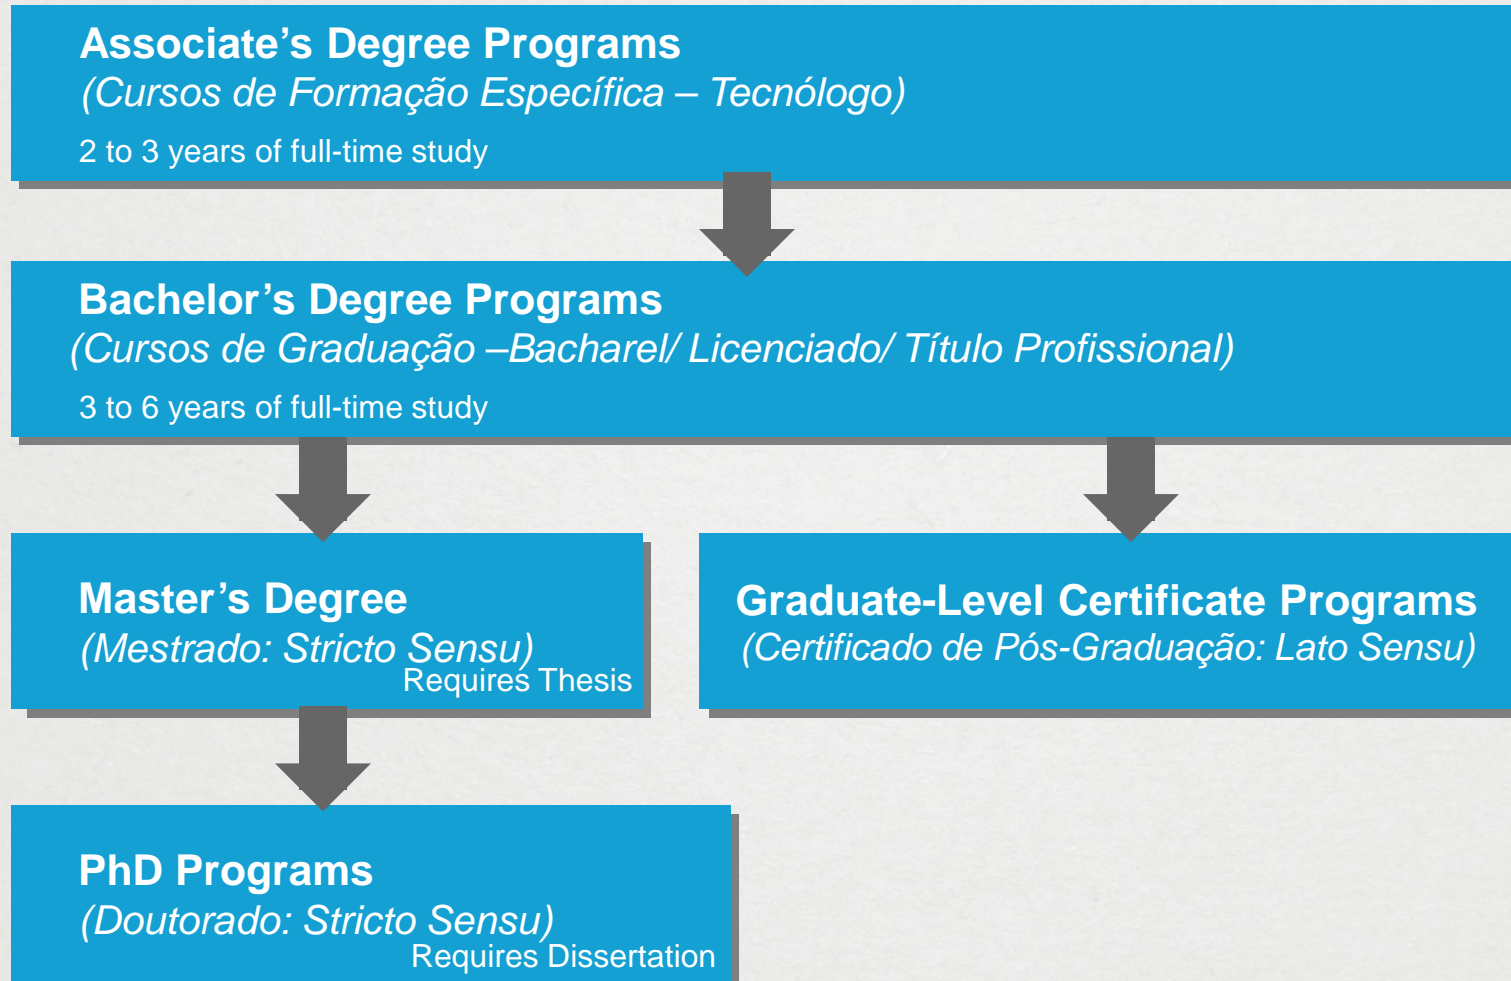 Associate’s Degree Programs
(Cursos de Formação Específica – Tecnólogo)
2 to 3 years of full-time study
Bachelor’s Degree Programs
(Cursos de Graduação –Bacharel/ Licenciado/ Título Profissional)
3 to 6 years of full-time study
Master’s Degree
(Mestrado: Stricto Sensu)
Requires Thesis
Graduate-Level Certificate Programs
(Certificado de Pós-Graduação: Lato Sensu)
PhD Programs
(Doutorado: Stricto Sensu)
Requires Dissertation